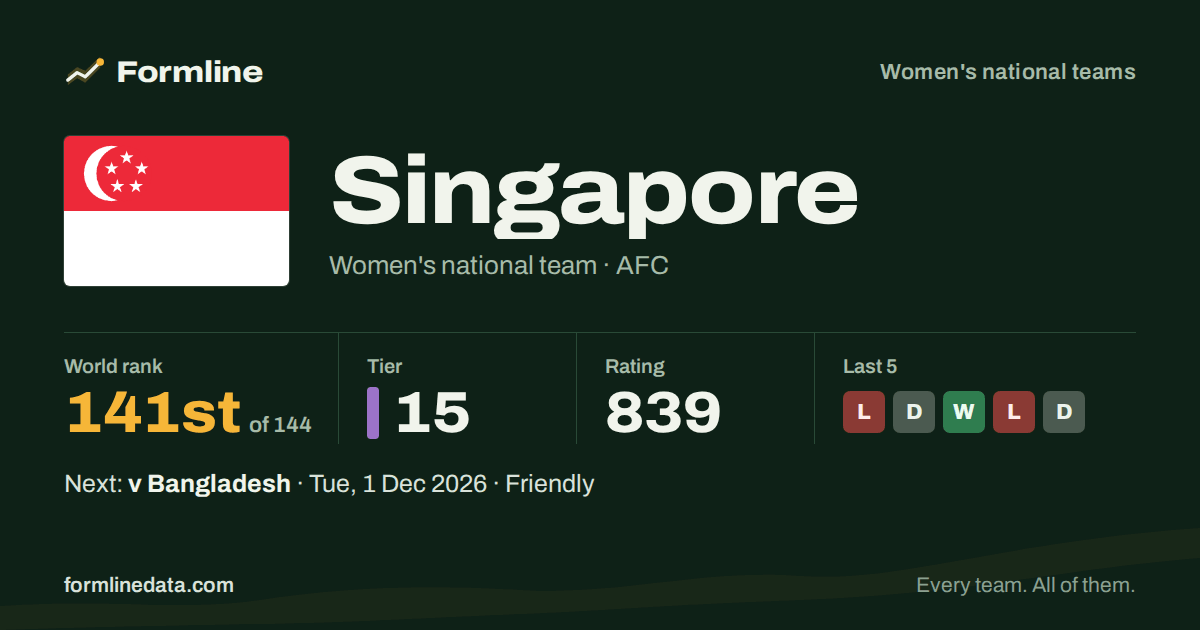 Formline
Women's national teams
Singapore
Women's national team · AFC
World rank
141st of 144
Tier
15
Rating
839
Last 5
L D W L D
Next: v Bangladesh · Tue, 1 Dec 2026 · Friendly
formlinedata.com
Every team. All of them.